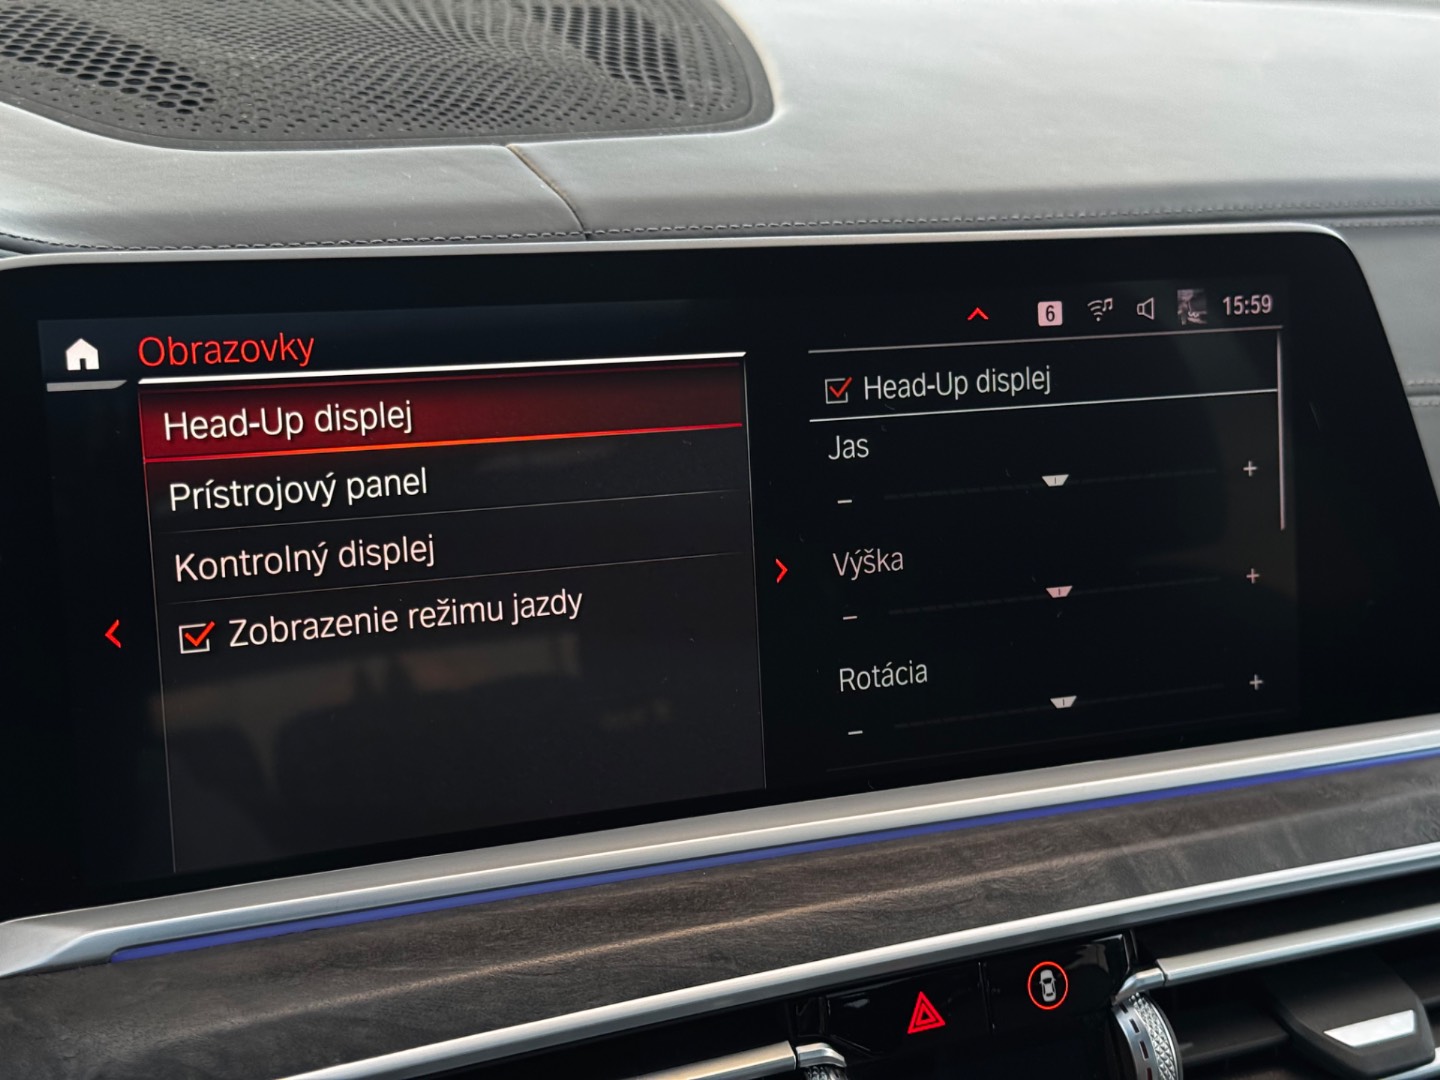 6 15:59
Obrazovky
Head-Up displej
Prístrojový panel
Kontrolný displej
Zobrazenie režimu jazdy
Head-Up displej
Jas
– +
Výška
– +
Rotácia
– +